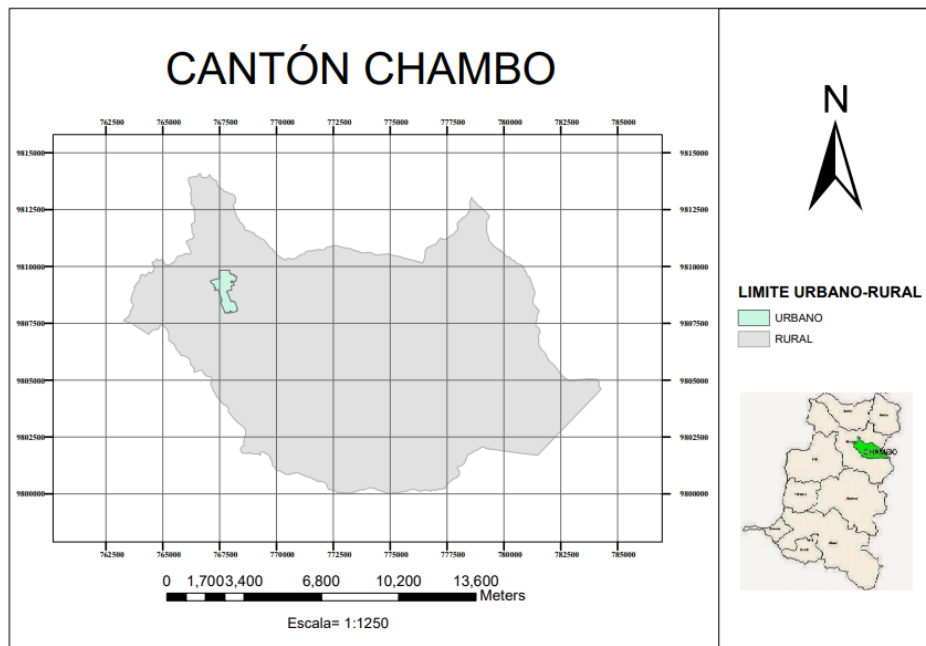 CANTÓN CHAMBO
762500 765000 767500 770000 772500 775000 777500 780000 782500 785000
9815000 9815000
9812500 9812500
9810000 9810000
9807500 9807500
9805000 9805000
9802500 9802500
9800000 9800000
762500 765000 767500 770000 772500 775000 777500 780000 782500 785000
0 1,700 3,400 6,800 10,200 13,600
Meters
Escala= 1:1250
N
LIMITE URBANO-RURAL
URBANO
RURAL
CHAMBO